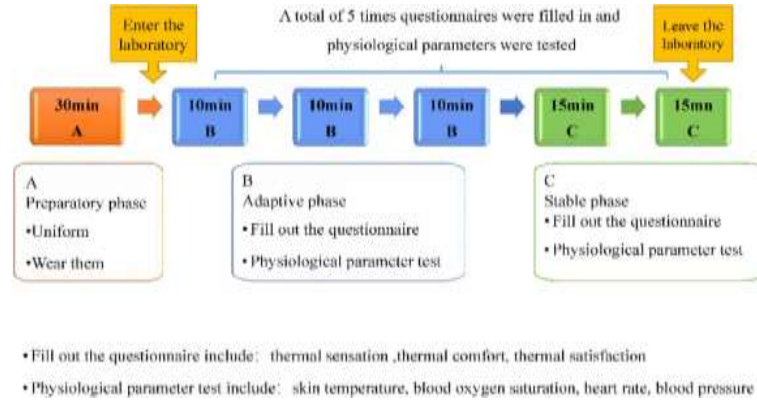 Enter the
laboratory
A total of 5 times questionnaires were filled in and
physiological parameters were tested
Leave the
laboratory
30min
A
10min
B
10min
B
10min
B
15min
C
15mn
C
A
Preparatory phase
•Uniform
•Wear them
B
Adaptive phase
•Fill out the questionnaire
•Physiological parameter test
C
Stable phase
•Fill out the questionnaire
•Physiological parameter test
•Fill out the questionnaire include: thermal sensation ,thermal comfort, thermal satisfaction
•Physiological parameter test include: skin temperature, blood oxygen saturation, heart rate, blood pressure